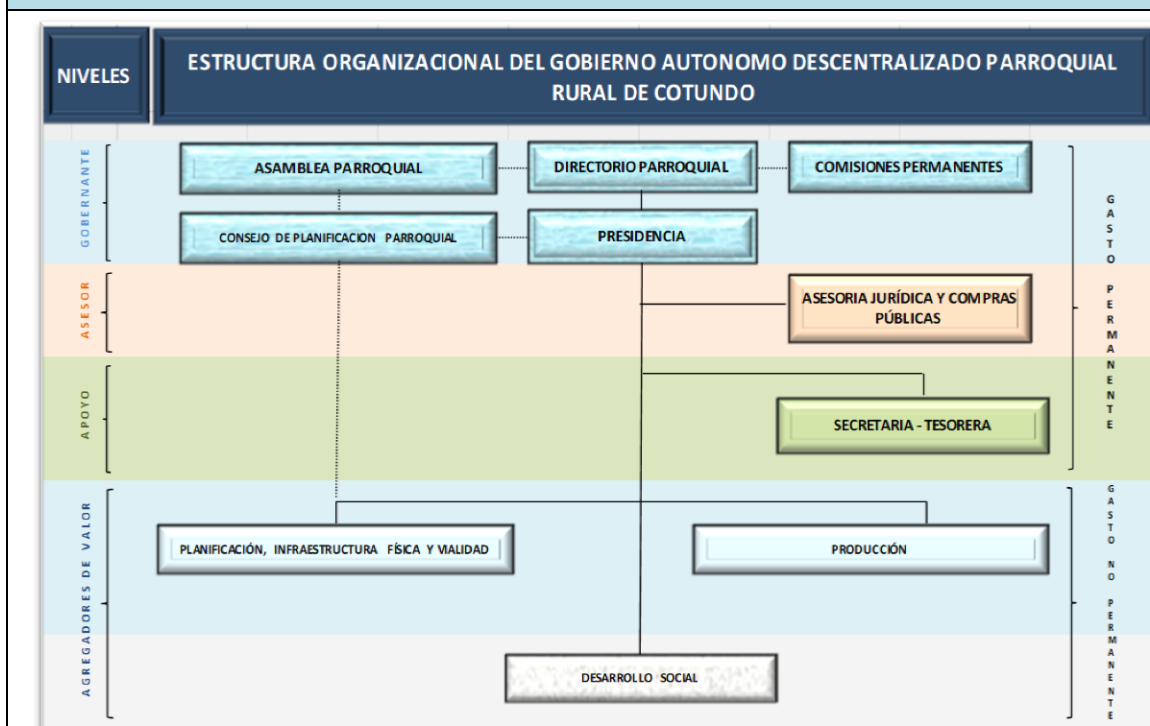 NIVELES
ESTRUCTURA ORGANIZACIONAL DEL GOBIERNO AUTONOMO DESCENTRALIZADO PARROQUIAL
RURAL DE COTUNDO
GOBERNANTE
ASAMBLEA PARROQUIAL
DIRECTORIO PARROQUIAL
COMISIONES PERMANENTES
CONSEJO DE PLANIFICACION PARROQUIAL
PRESIDENCIA
GASTO PERMANENTE
ASESOR
ASESORIA JURÍDICA Y COMPRAS
PÚBLICAS
APOYO
SECRETARIA - TESORERA
AGREGADORES DE VALOR
PLANIFICACIÓN, INFRAESTRUCTURA FÍSICA Y VIALIDAD
PRODUCCIÓN
GASTO NO PERMANENTE
DESARROLLO SOCIAL